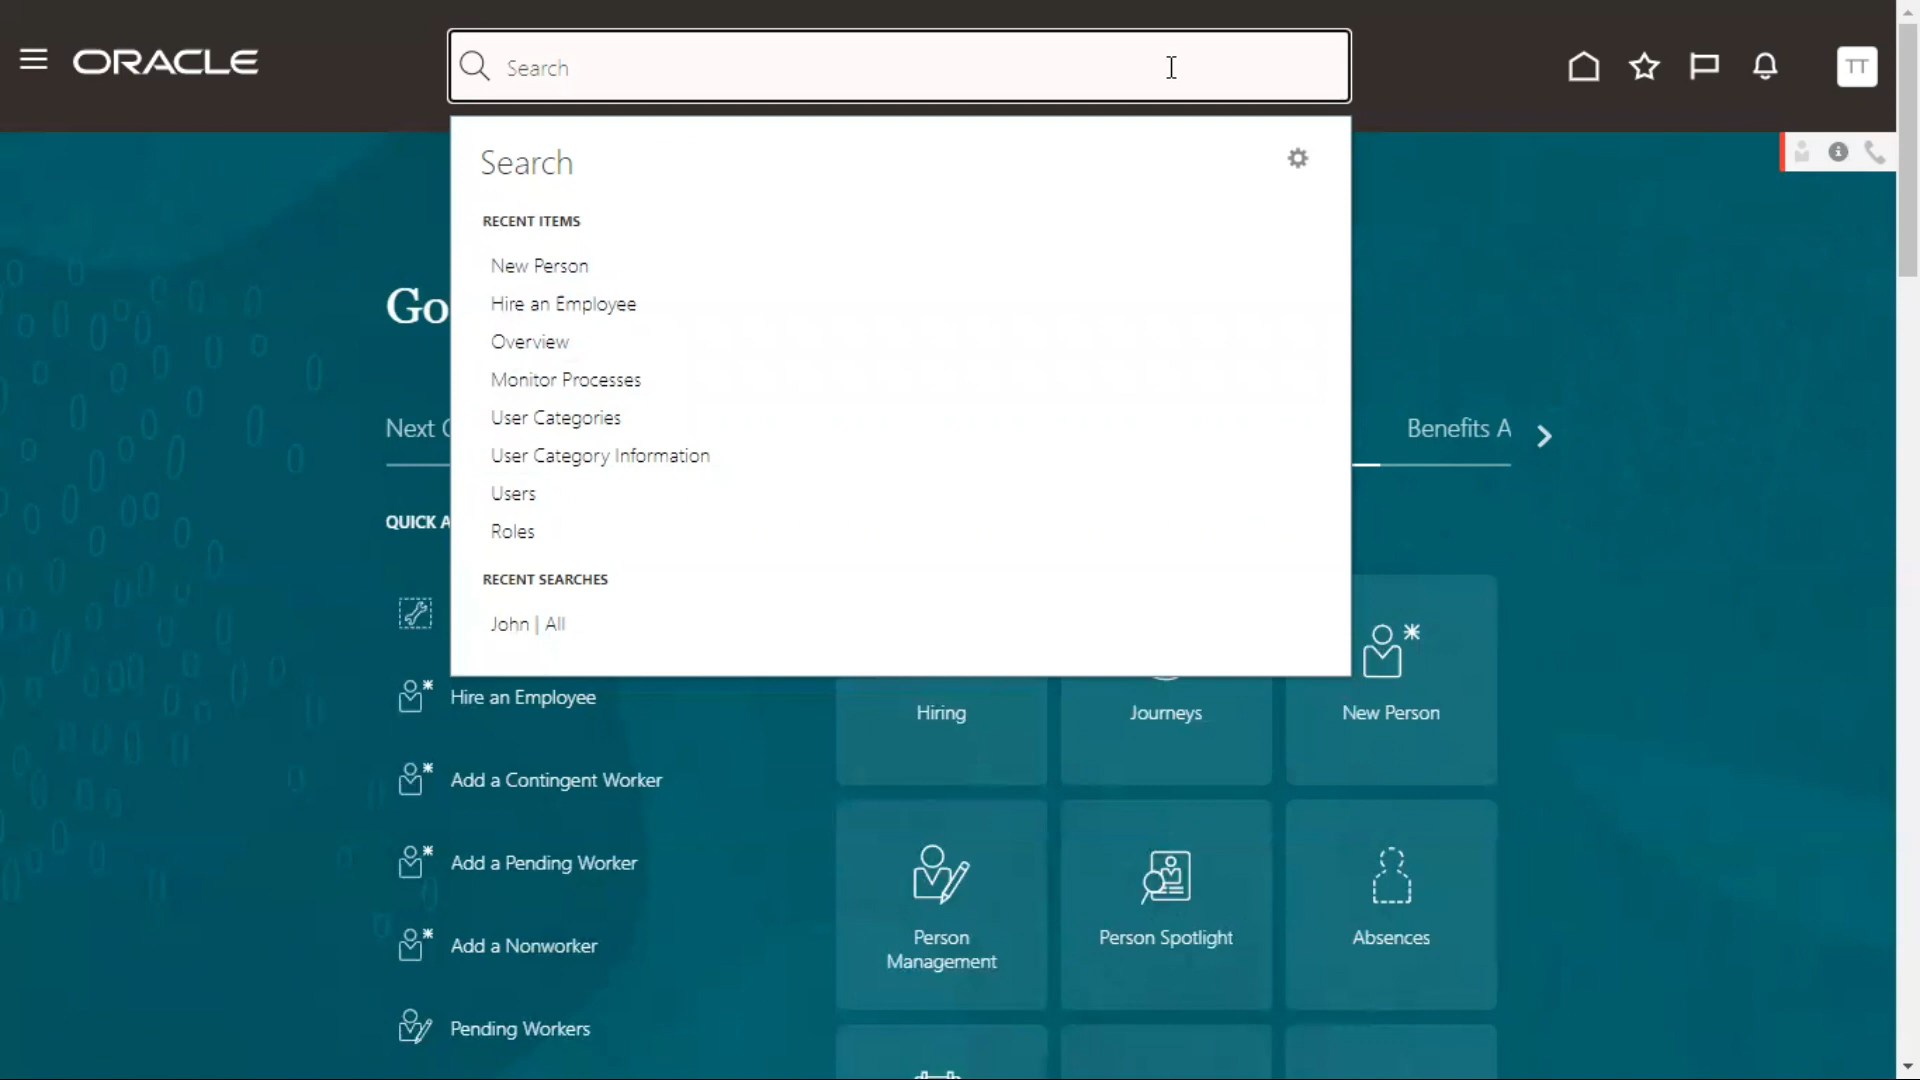 ORACLE
Search
TT
Search
RECENT ITEMS
New Person
Hire an Employee
Overview
Monitor Processes
User Categories
User Category Information
Users
Roles
RECENT SEARCHES
John | All
Go
Next
Benefits A
QUICK A
Hire an Employee
Add a Contingent Worker
Add a Pending Worker
Add a Nonworker
Pending Workers
Hiring
Journeys
New Person
Person
Management
Person Spotlight
Absences